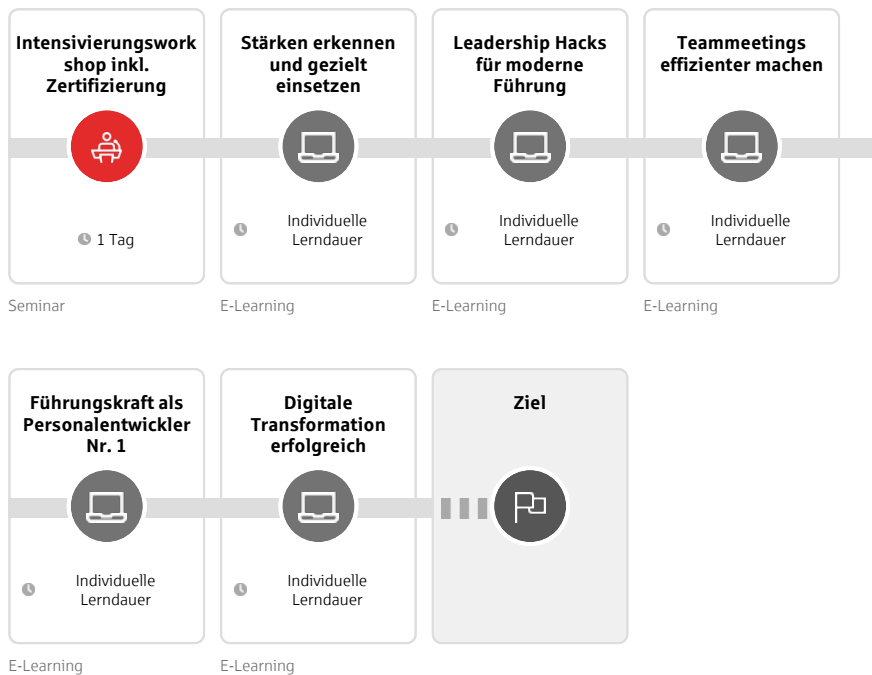 Intensivierungswork
shop inkl.
Zertifizierung
1 Tag
Seminar
Stärken erkennen
und gezielt
einsetzen
Individuelle
Lerndauer
E-Learning
Leadership Hacks
für moderne
Führung
Individuelle
Lerndauer
E-Learning
Teammeetings
effizienter machen
Individuelle
Lerndauer
E-Learning
Führungskraft als
Personalentwickler
Nr. 1
Individuelle
Lerndauer
E-Learning
Digitale
Transformation
erfolgreich
Individuelle
Lerndauer
E-Learning
Ziel